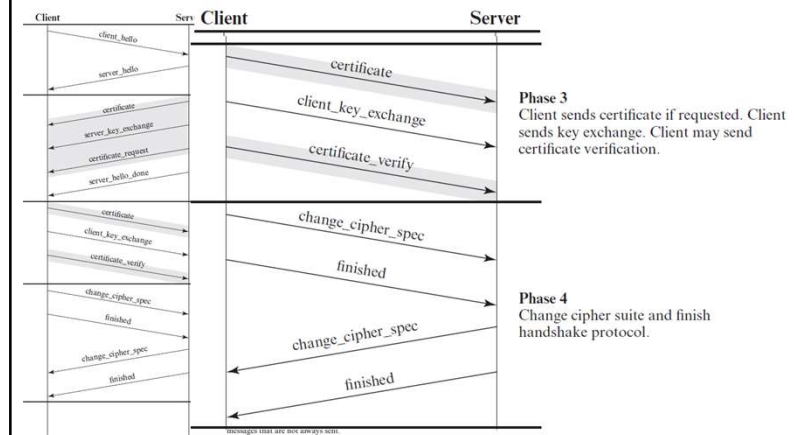 Client
Serv
client_hello
server_hello
certificate
server_key_exchange
certificate_request
server_hello_done
certificate
client_key_exchange
certificate_verify
change_cipher_spec
finished
change_cipher_spec
finished
Client
Server
certificate
client_key_exchange
certificate_verify
Phase 3
Client sends certificate if requested. Client
sends key exchange. Client may send
certificate verification.
change_cipher_spec
finished
change_cipher_spec
finished
Phase 4
Change cipher suite and finish
handshake protocol.
messages that are not always sent.